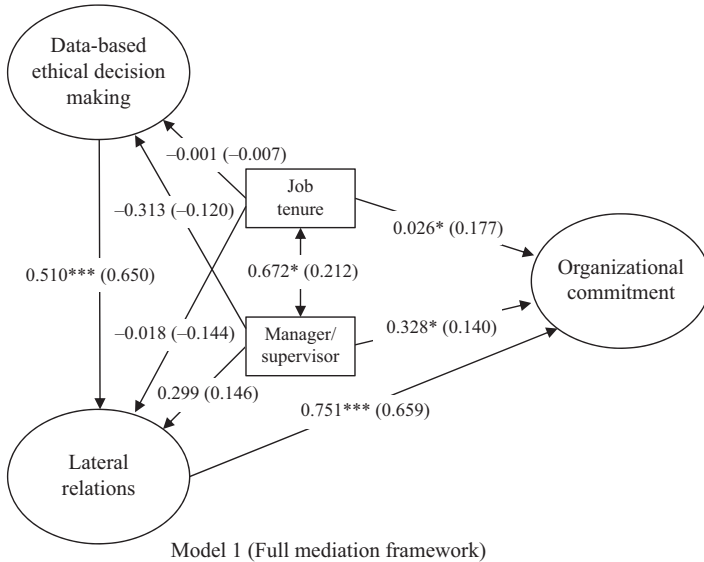 Data-based
ethical decision
making
–0.001 (–0.007)
Job
tenure
–0.313 (–0.120)
0.026* (0.177)
0.510*** (0.650)
0.672* (0.212)
Organizational
commitment
–0.018 (–0.144)
Manager/
supervisor
0.328* (0.140)
0.299 (0.146)
0.751*** (0.659)
Lateral
relations
Model 1 (Full mediation framework)